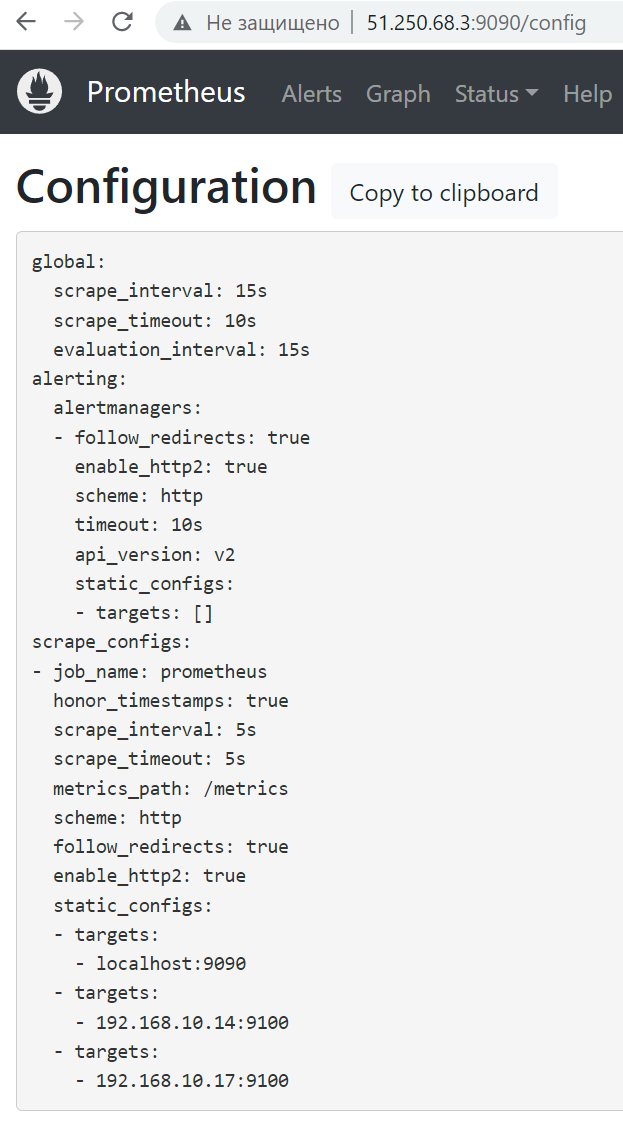 Не защищено | 51.250.68.3:9090/config
Prometheus Alerts Graph Status Help
Configuration Copy to clipboard
global:
  scrape_interval: 15s
  scrape_timeout: 10s
  evaluation_interval: 15s
alerting:
  alertmanagers:
  - follow_redirects: true
    enable_http2: true
    scheme: http
    timeout: 10s
    api_version: v2
    static_configs:
    - targets: []
scrape_configs:
- job_name: prometheus
  honor_timestamps: true
  scrape_interval: 5s
  scrape_timeout: 5s
  metrics_path: /metrics
  scheme: http
  follow_redirects: true
  enable_http2: true
  static_configs:
  - targets:
    - localhost:9090
  - targets:
    - 192.168.10.14:9100
  - targets:
    - 192.168.10.17:9100